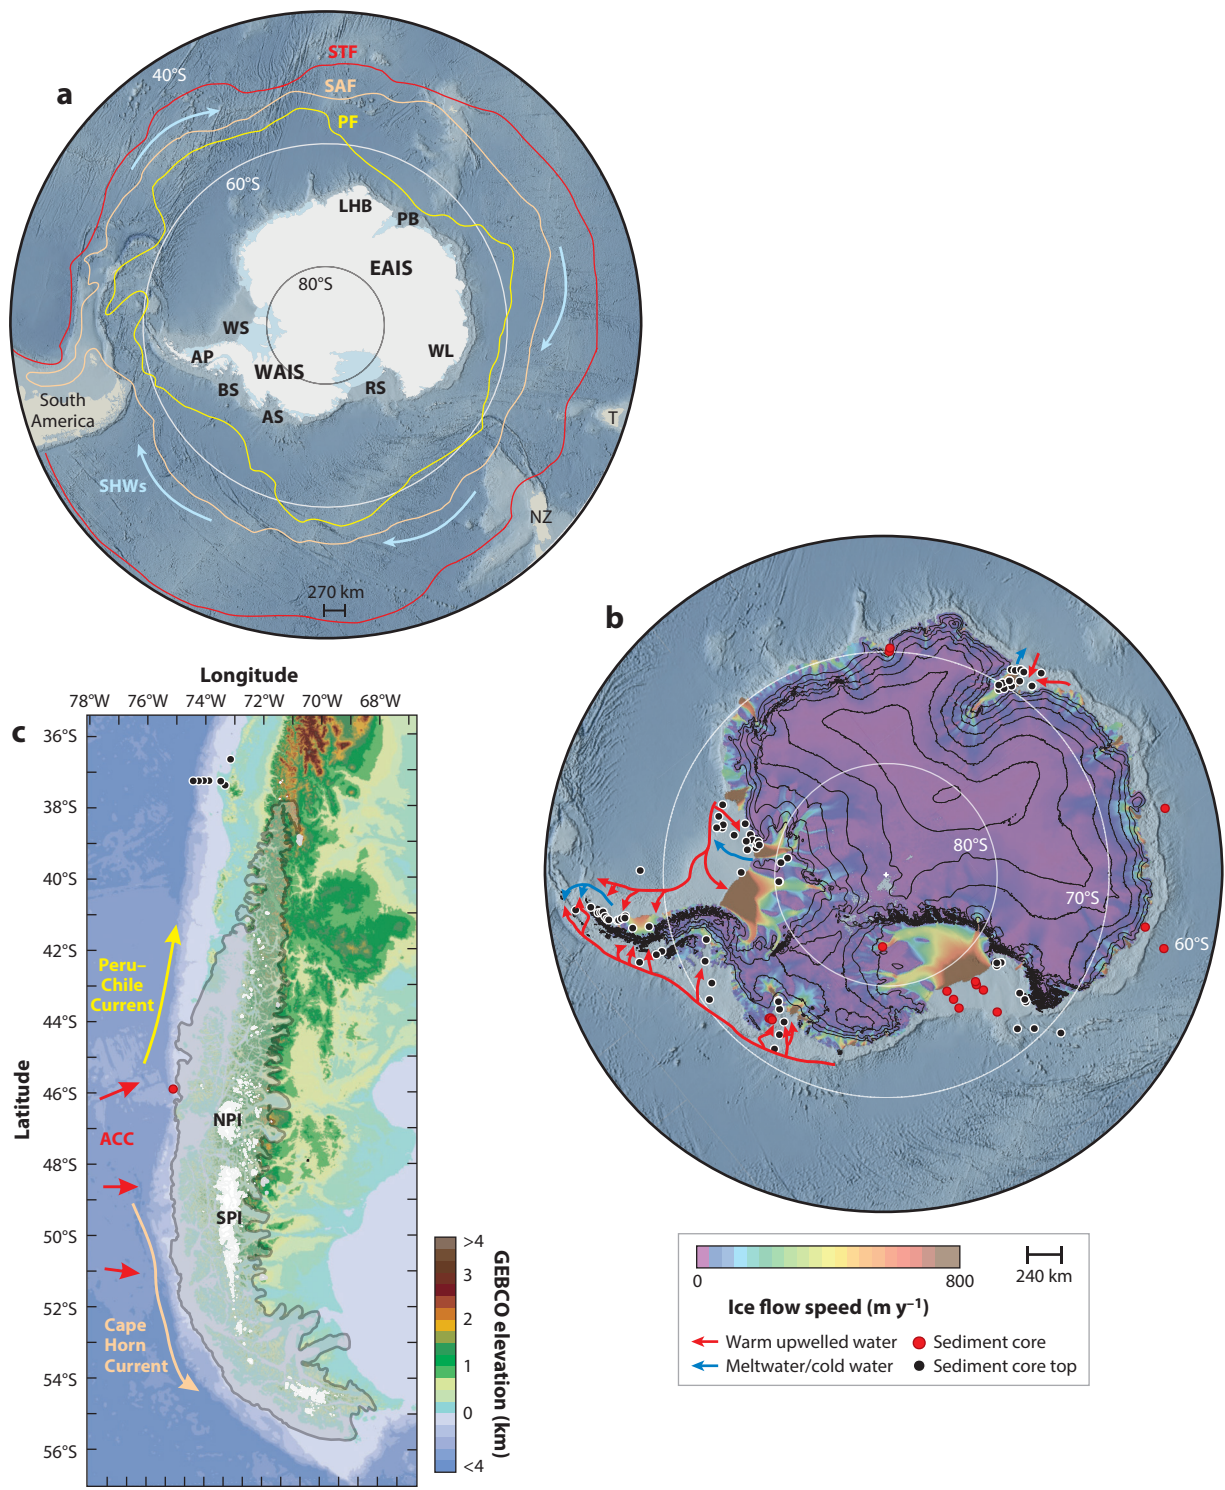 a
40°S
STF
SAF
PF
60°S
LHB
PB
EAIS
80°S
WS
AP
WAIS
BS
AS
RS
WL
South
America
T
SHWs
NZ
270 km
b
80°S
70°S
60°S
0
800
240 km
Ice flow speed (m y⁻¹)
Warm upwelled water
Sediment core
Meltwater/cold water
Sediment core top
Longitude
78°W
76°W
74°W
72°W
70°W
68°W
c
36°S
38°S
40°S
42°S
44°S
46°S
48°S
50°S
52°S
54°S
56°S
Latitude
Peru–
Chile
Current
ACC
NPI
SPI
Cape
Horn
Current
>4
3
2
1
0
<4
GEBCO elevation (km)